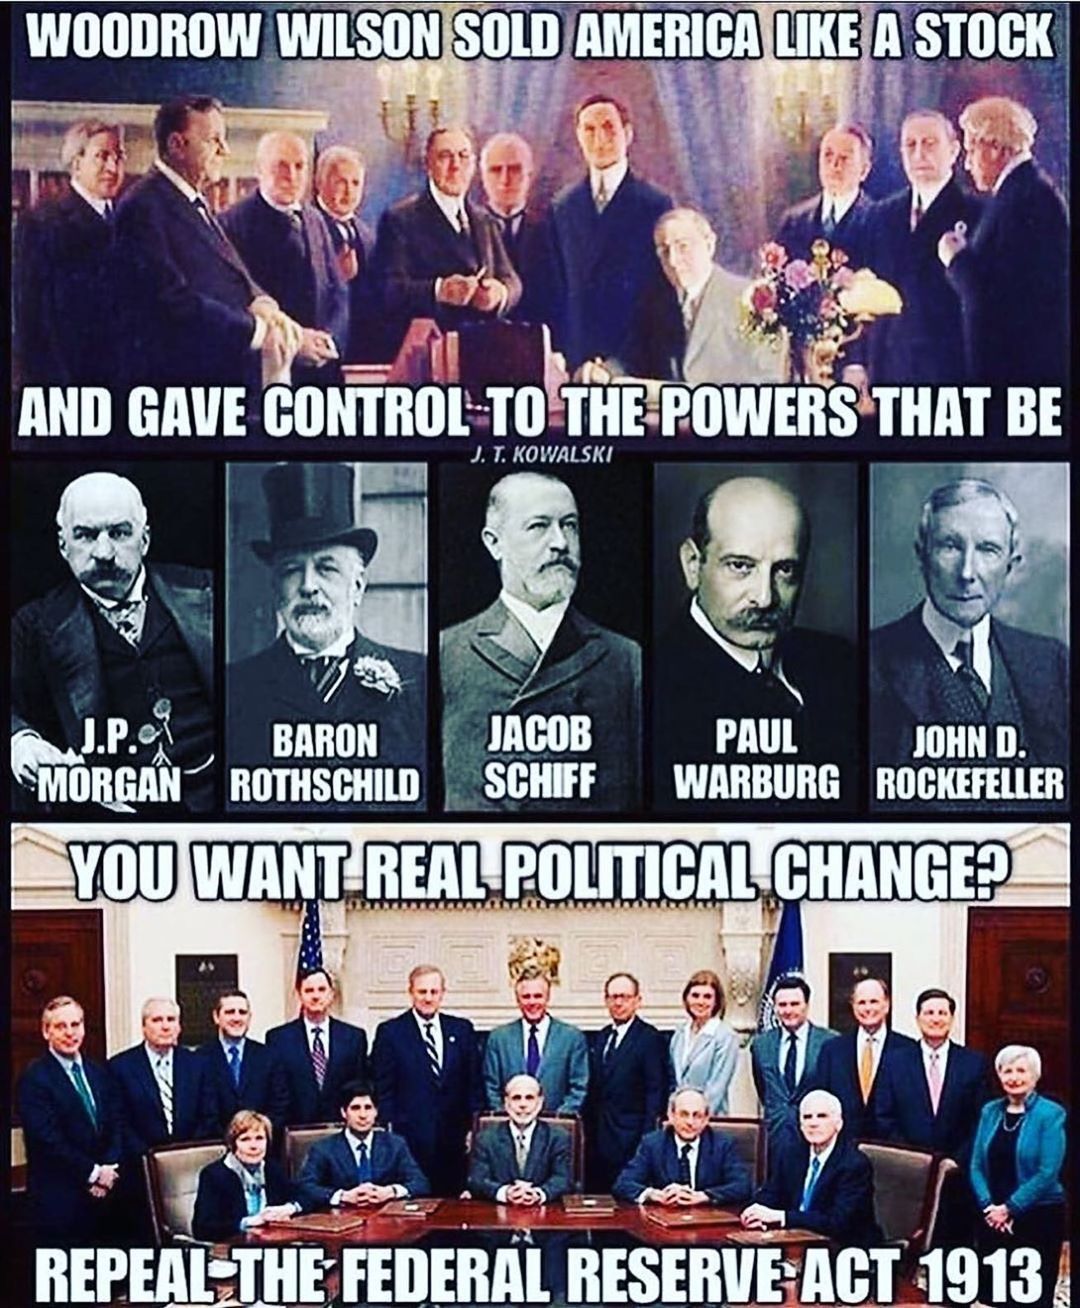 WOODROW WILSON SOLD AMERICA LIKE A STOCK
AND GAVE CONTROL TO THE POWERS THAT BE
J. T. KOWALSKI
J.P.
MORGAN
BARON
ROTHSCHILD
JACOB
SCHIFF
PAUL
WARBURG
JOHN D.
ROCKEFELLER
YOU WANT REAL POLITICAL CHANGE?
REPEAL THE FEDERAL RESERVE ACT 1913